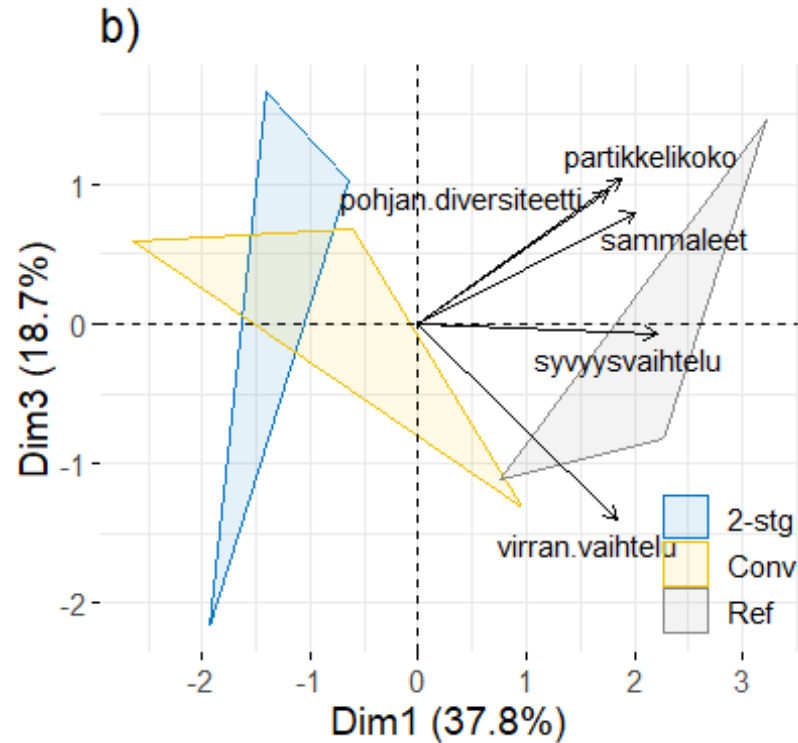 b)
partikkelikoko
pohjan.diversiteetti
sammaleet
syvyysvaihtelu
virran.vaihtelu
2-stg
Conv
Ref
1
0
-1
-2
-2
-1
0
1
2
3
Dim3 (18.7%)
Dim1 (37.8%)